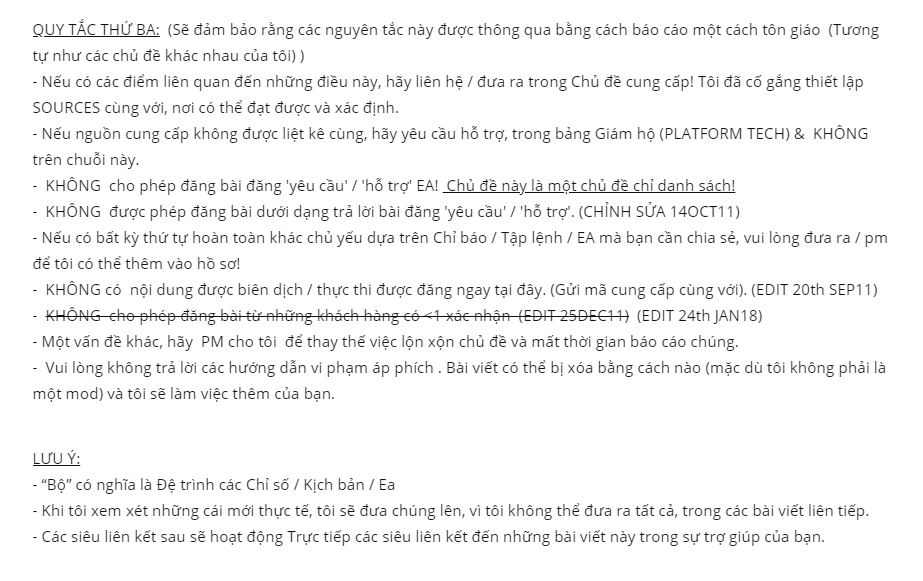 QUY TẮC THỨ BA:  (Sẽ đảm bảo rằng các nguyên tắc này được thông qua bằng cách báo cáo một cách tôn giáo  (Tương
tự như các chủ đề khác nhau của tôi) )
- Nếu có các điểm liên quan đến những điều này, hãy liên hệ / đưa ra trong Chủ đề cung cấp! Tôi đã cố gắng thiết lập
SOURCES cùng với, nơi có thể đạt được và xác định.
- Nếu nguồn cung cấp không được liệt kê cùng, hãy yêu cầu hỗ trợ, trong bảng Giám hộ (PLATFORM TECH) &  KHÔNG
trên chuỗi này.
-  KHÔNG  cho phép đăng bài đăng 'yêu cầu' / 'hỗ trợ' EA!  Chủ đề này là một chủ đề chỉ danh sách!
-  KHÔNG  được phép đăng bài dưới dạng trả lời bài đăng 'yêu cầu' / 'hỗ trợ'. (CHỈNH SỬA 14OCT11)
- Nếu có bất kỳ thứ tự hoàn toàn khác chủ yếu dựa trên Chỉ báo / Tập lệnh / EA mà bạn cần chia sẻ, vui lòng đưa ra / pm
để tôi có thể thêm vào hồ sơ!
-  KHÔNG có  nội dung được biên dịch / thực thi được đăng ngay tại đây. (Gửi mã cung cấp cùng với). (EDIT 20th SEP11)
-  KHÔNG  cho phép đăng bài từ những khách hàng có <1 xác nhận  (EDIT 25DEC11)  (EDIT 24th JAN18)
- Một vấn đề khác, hãy  PM cho tôi  để thay thế việc lộn xộn chủ đề và mất thời gian báo cáo chúng.
-  Vui lòng không trả lời các hướng dẫn vi phạm áp phích . Bài viết có thể bị xóa bằng cách nào (mặc dù tôi không phải là
một mod) và tôi sẽ làm việc thêm của bạn.
LƯU Ý:
- “Bộ” có nghĩa là Đệ trình các Chỉ số / Kịch bản / Ea
- Khi tôi xem xét những cái mới thực tế, tôi sẽ đưa chúng lên, vì tôi không thể đưa ra tất cả, trong các bài viết liên tiếp.
- Các siêu liên kết sau sẽ hoạt động Trực tiếp các siêu liên kết đến những bài viết này trong sự trợ giúp của bạn.